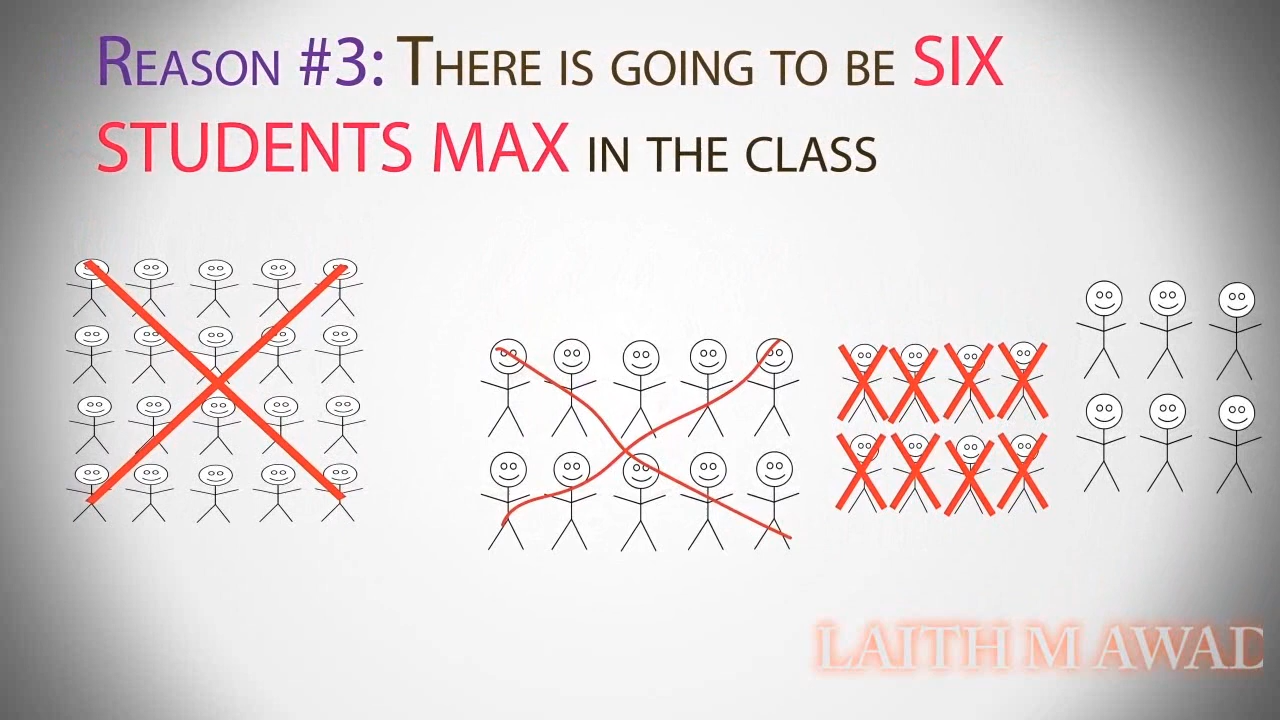 Reason #3: There is going to be SIX
STUDENTS MAX in the class
LAITH M AWAD